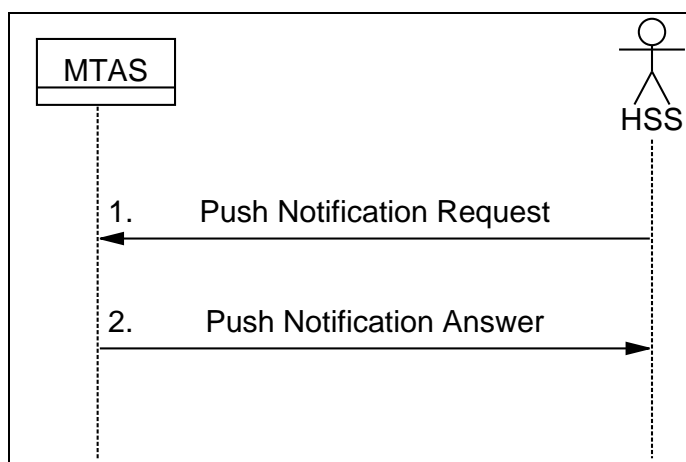 MTAS
HSS
1. Push Notification Request
2. Push Notification Answer